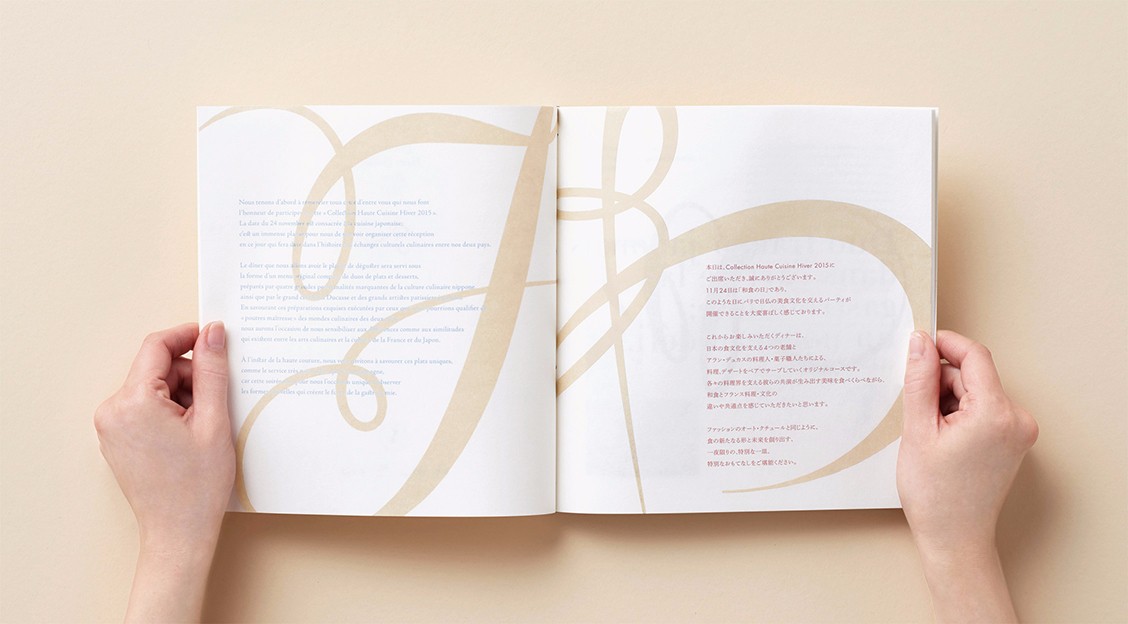 Nous tenons d'abord à remercier tous ceux d'entre vous qui nous font
l'honneur de participer « Collection Haute Cuisine Hiver 2015 ».
La date du 24 novembre consacrée à la cuisine japonaise:
c'est un immense plaisir pour nous de pouvoir organiser cette réception
en ce jour qui fera date dans l'histoire échanges culturels culinaires entre nos deux pays.
Le dîner que nous avons le plaisir de déguster sera servi sous
la forme d'un menu original composé de duos de plats et desserts,
préparés par quatre grandes personnalités marquantes de la culture culinaire nippone,
ainsi que par le grand Ducasse et des grands artistes pâtissiers
En savourant ces préparations exquises exécutées par ceux qualifier de
« poutres maîtresses » des mondes culinaires des deux
nous aurons l'occasion de nous sensibiliser aux différences comme aux similitudes
qui existent entre les arts culinaires et la culture de la France et du Japon.
À l'instar de la haute couture, nous vous invitons à savourer ces plats uniques,
comme le service très
car cette soirée pour nous l'occasion unique d'observer
les formes nouvelles qui créent le futur de la gastronomie.
本日は、Collection Haute Cuisine Hiver 2015に
ご出席いただき、誠にありがとうございます。
11月24日は「和食の日」であり、
このような日にパリで日仏の美食文化を交えるパーティが
開催できることを大変喜ばしく感じております。
これからお楽しみいただくディナーは、
日本の食文化を支える4つの老舗と
アラン・デュカスの料理人・菓子職人たちによる、
料理、デザートをペアでサーブしていくオリジナルコースです。
各々の料理界を支える彼らの共演が生み出す美味を食べくらべながら、
和食とフランス料理・文化の
違いや共通点を感じていただきたいと思います。
ファッションのオート・クチュールと同じように、
食の新たなる形と未来を創り出す、
一夜限りの、特別な一皿、
特別なおもてなしをご堪能ください。